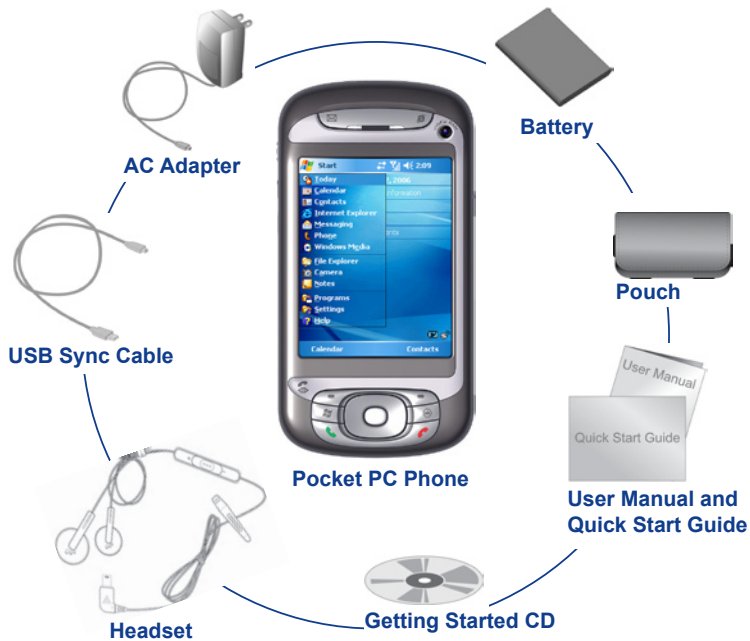 AC Adapter
Battery
Start 2:09
Today
Calendar
Contacts
Internet Explorer
Messaging
Phone
Windows Media
File Explorer
Camera
Notes
Programs
Settings
Help
, 2006
Calendar Contacts
Pouch
USB Sync Cable
User Manual
Quick Start Guide
Pocket PC Phone
User Manual and
Quick Start Guide
Getting Started CD
Headset